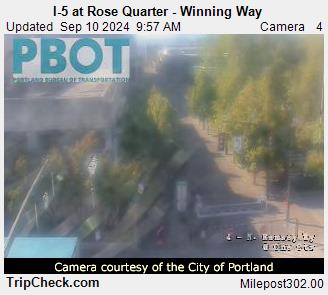 I-5 at Rose Quarter - Winning Way
Updated Sep 10 2024 9:57 AM Camera 4
PBOT
PORTLAND BUREAU OF TRANSPORTATION
4 - N.
Camera courtesy of the City of Portland
TripCheck.com Milepost302.00